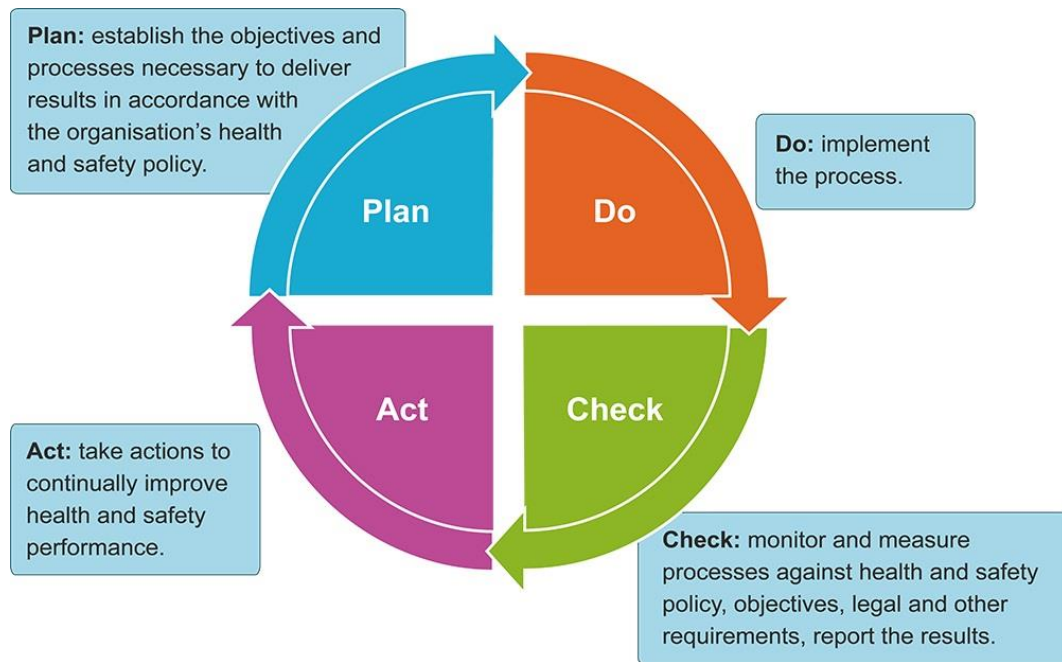 Plan: establish the objectives and
processes necessary to deliver
results in accordance with
the organisation’s health
and safety policy.
Plan
Do
Do: implement
the process.
Act
Check
Act: take actions to
continually improve
health and safety
performance.
Check: monitor and measure
processes against health and safety
policy, objectives, legal and other
requirements, report the results.